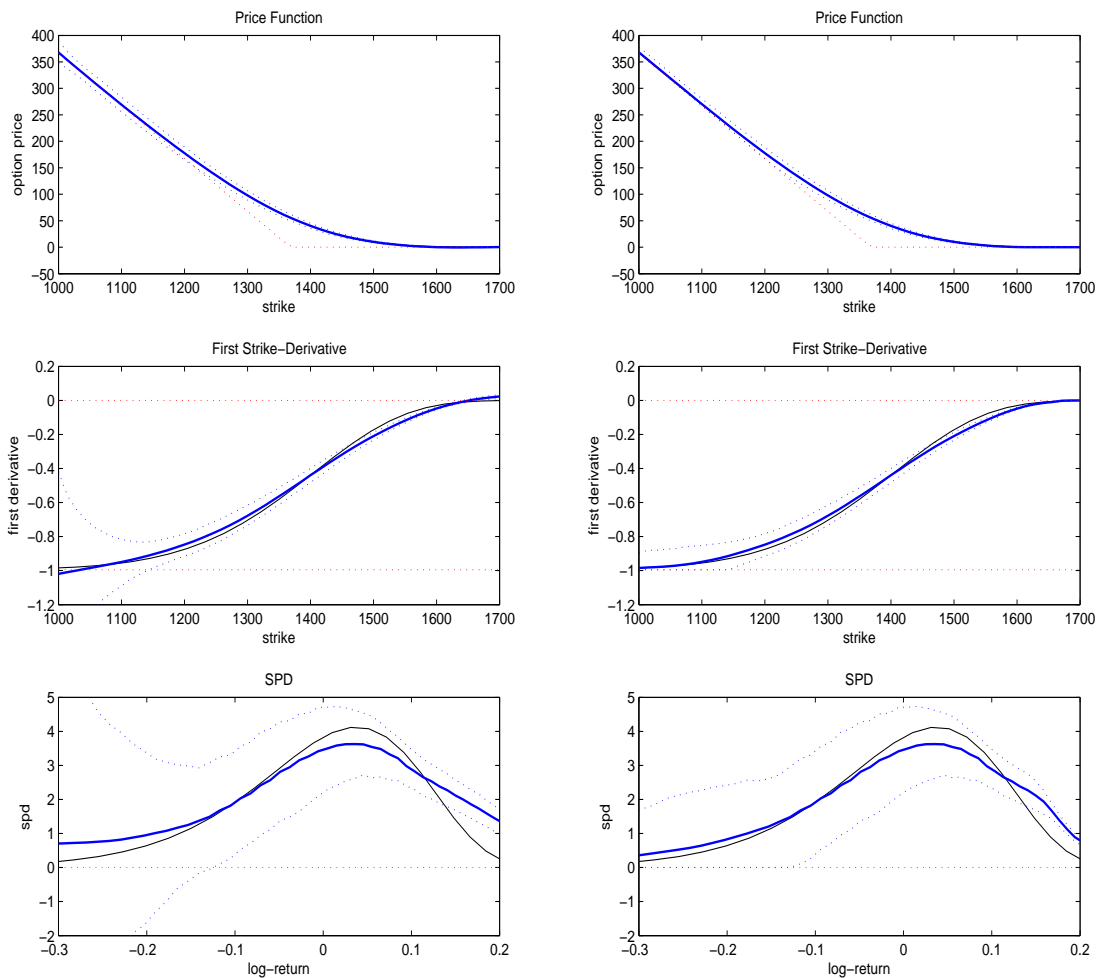 Price Function
400
350
300
250
200
150
100
50
0
−50
option price
1000 1100 1200 1300 1400 1500 1600 1700
strike
Price Function
400
350
300
250
200
150
100
50
0
−50
option price
1000 1100 1200 1300 1400 1500 1600 1700
strike
First Strike−Derivative
0.2
0
−0.2
−0.4
−0.6
−0.8
−1
−1.2
first derivative
1000 1100 1200 1300 1400 1500 1600 1700
strike
First Strike−Derivative
0.2
0
−0.2
−0.4
−0.6
−0.8
−1
−1.2
first derivative
1000 1100 1200 1300 1400 1500 1600 1700
strike
SPD
5
4
3
2
1
0
−1
−2
spd
−0.3 −0.2 −0.1 0 0.1 0.2
log−return
SPD
5
4
3
2
1
0
−1
−2
spd
−0.3 −0.2 −0.1 0 0.1 0.2
log−return